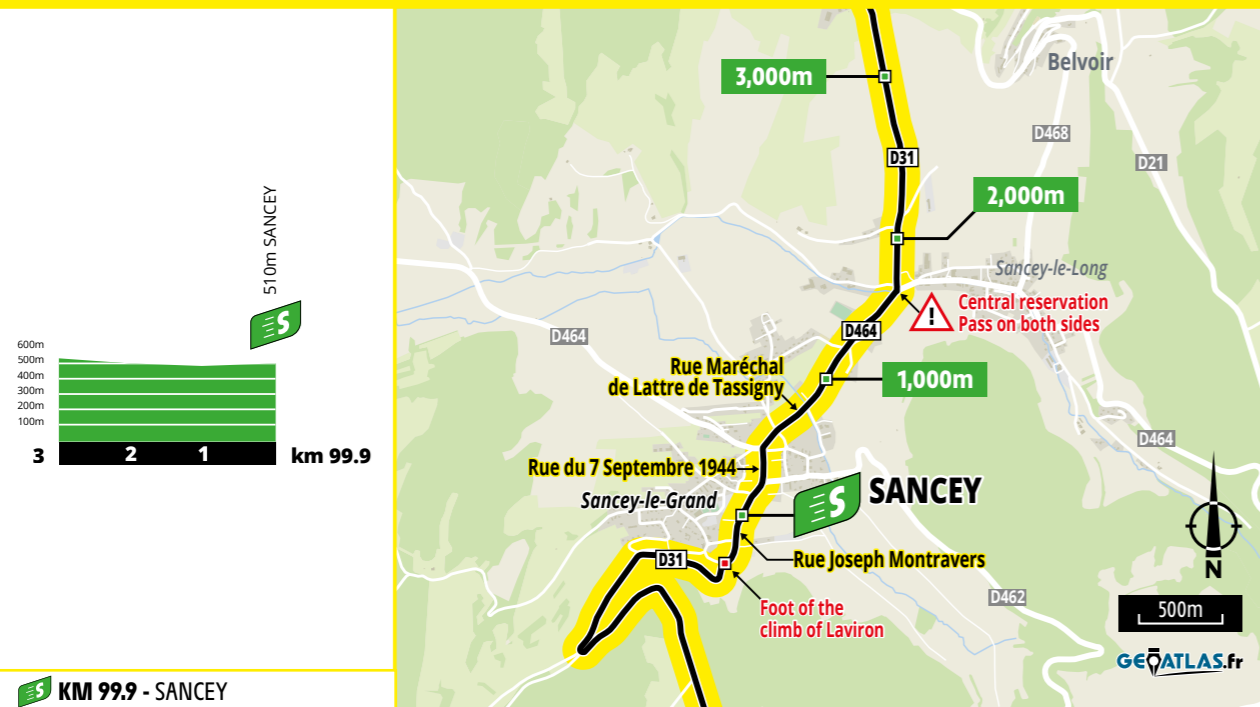 510m SANCEY
S
600m
500m
400m
300m
200m
100m
3 2 1 km 99.9
S KM 99.9 - SANCEY
Belvoir
3,000m
D468
D31
D21
2,000m
Sancey-le-Long
!
Central reservation
Pass on both sides
D464
D464
Rue Maréchal
de Lattre de Tassigny
1,000m
D464
Rue du 7 Septembre 1944
Sancey-le-Grand
S
SANCEY
D31
Rue Joseph Montravers
N
D462
Foot of the
climb of Laviron
500m
GEOATLAS.fr